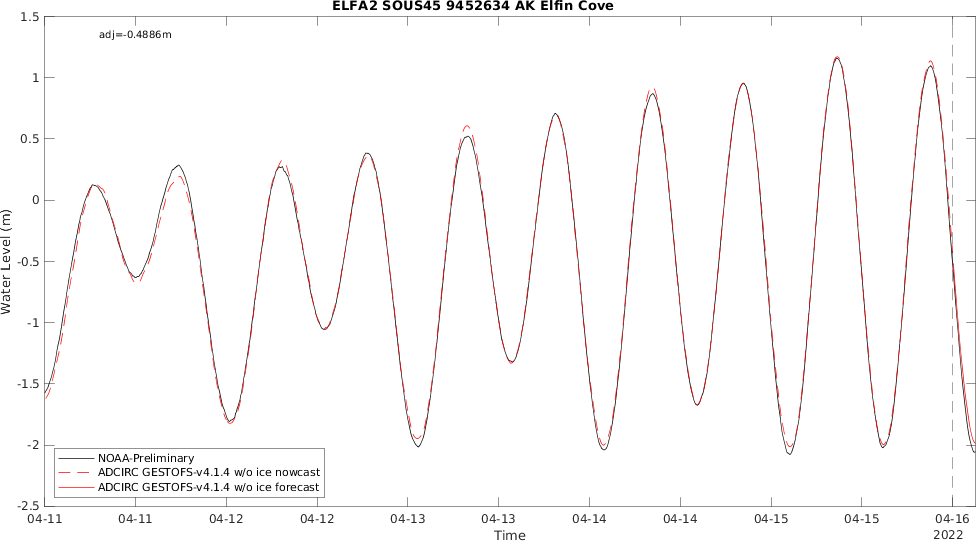 ELFA2 SOUS45 9452634 AK Elfin Cove
adj=-0.4886m
1.5
1
0.5
0
-0.5
-1
-1.5
-2
-2.5
Water Level (m)
NOAA-Preliminary
ADCIRC GESTOFS-v4.1.4 w/o ice nowcast
ADCIRC GESTOFS-v4.1.4 w/o ice forecast
04-11 04-11 04-12 04-12 04-13 04-13 04-14 04-14 04-15 04-15 04-16
Time
2022